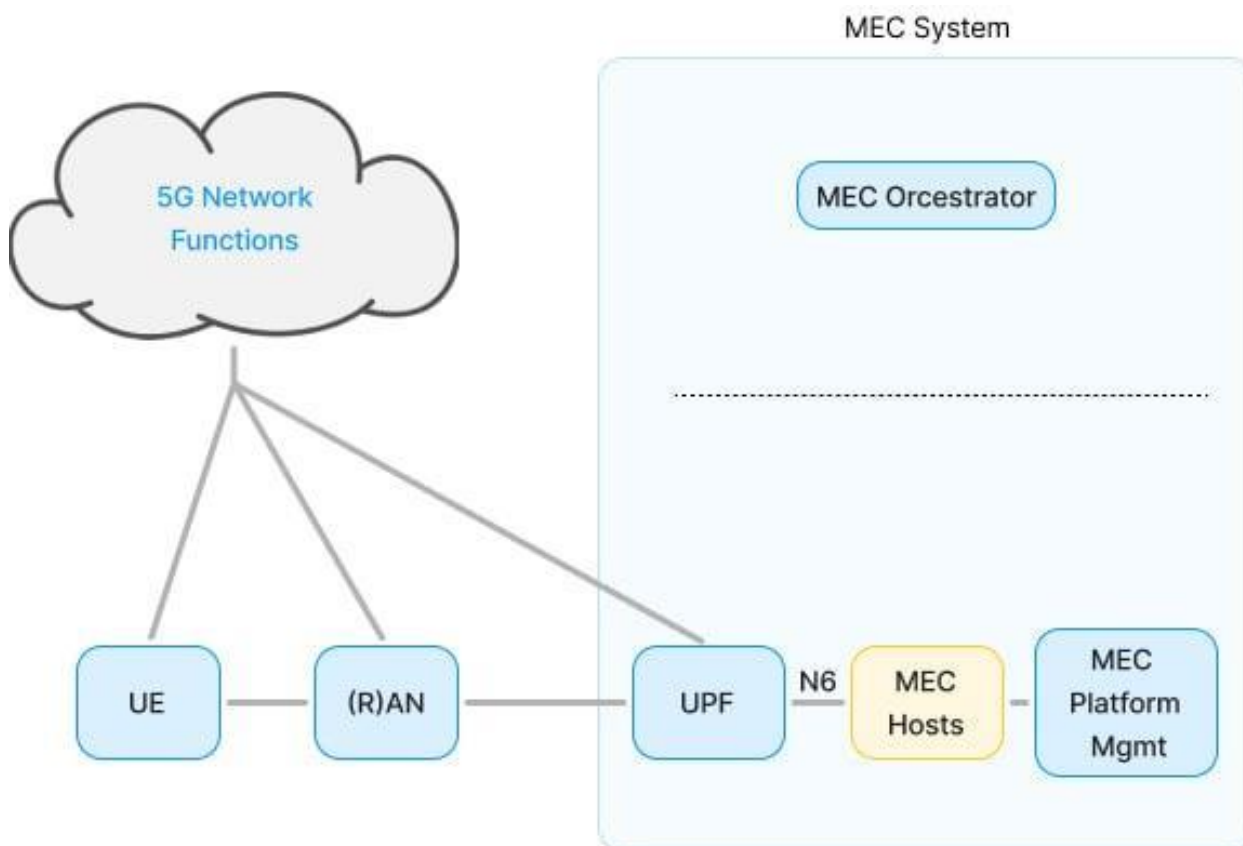 MEC System
5G Network
Functions
MEC Orcestrator
UE
(R)AN
UPF
N6
MEC
Hosts
MEC
Platform
Mgmt